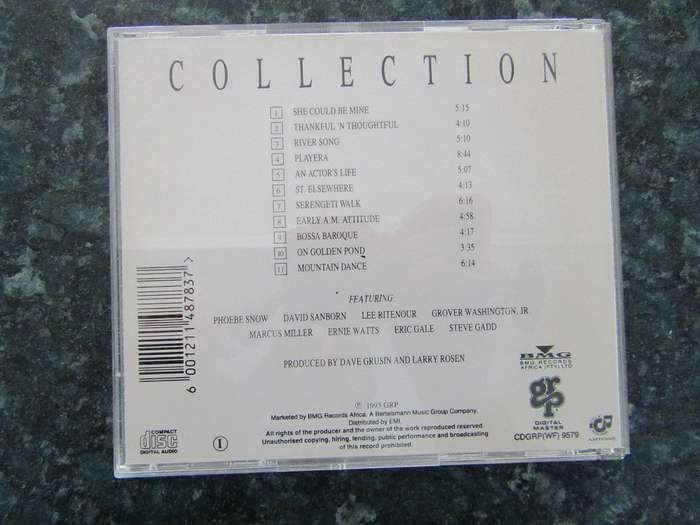 COLLECTION
1 SHE COULD BE MINE 5:15
2 THANKFUL 'N THOUGHTFUL 4:10
3 RIVER SONG 5:10
4 PLAYERA 8:44
5 AN ACTOR'S LIFE 5:07
6 ST. ELSEWHERE 4:13
7 SERENGETI WALK 6:16
8 EARLY A.M. ATTITUDE 4:58
9 BOSSA BAROQUE 4:17
10 ON GOLDEN POND 3:35
11 MOUNTAIN DANCE 6:14
FEATURING:
PHOEBE SNOW DAVID SANBORN LEE RITENOUR GROVER WASHINGTON, JR.
MARCUS MILLER ERNIE WATTS ERIC GALE STEVE GADD
PRODUCED BY DAVE GRUSIN AND LARRY ROSEN
6 001211 487837 >
BMG
BMG RECORDS
AFRICA (PTY) LTD
℗ 1993 GRP
Marketed by BMG Records Africa. A Bertelsmann Music Group Company.
Distributed by EMI.
All rights of the producer and the owner of the work reproduced reserved
Unauthorised copying, hiring, lending, public performance and broadcasting
of this record prohibited.
COMPACT
disc
DIGITAL AUDIO
1
grp
DIGITAL
MASTER
CDGRP(WF) 9579